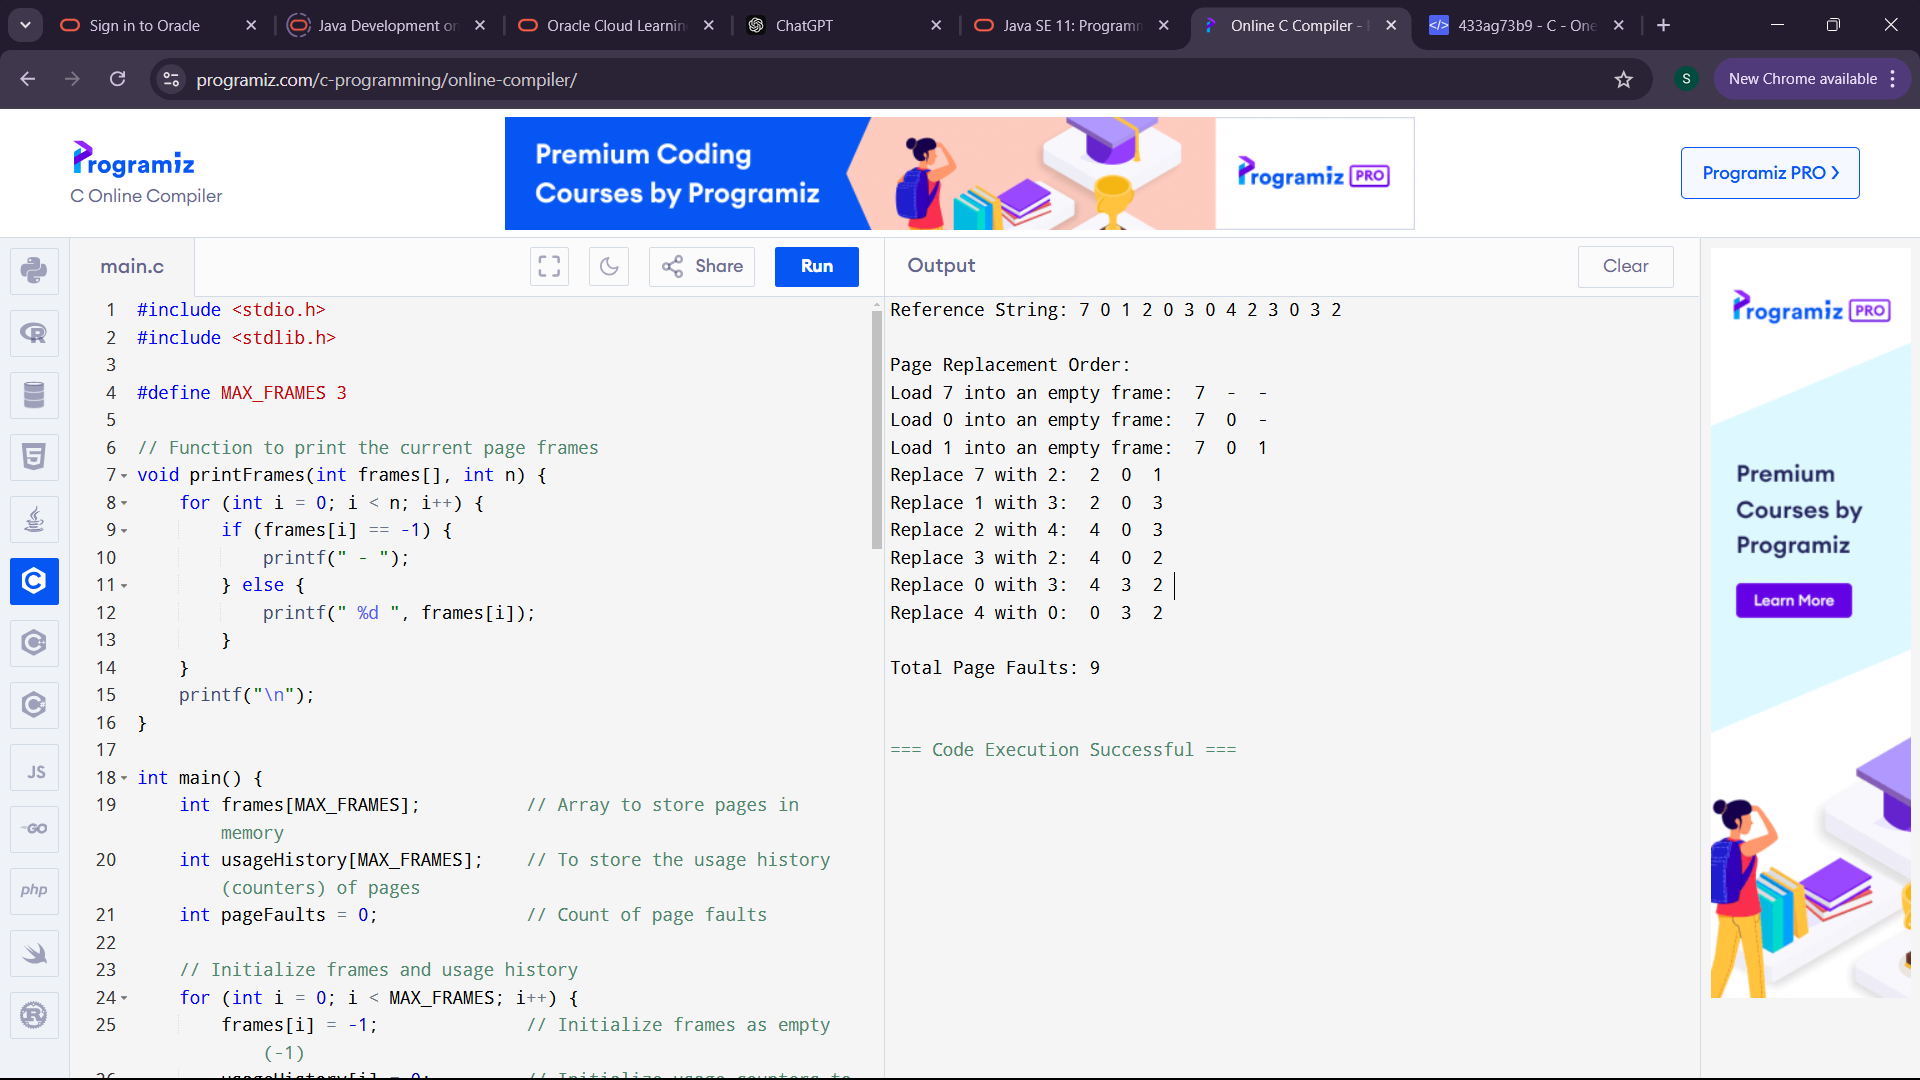 Sign in to Oracle
Java Development on
Oracle Cloud Learnin
ChatGPT
Java SE 11: Programm
Online C Compiler -
433ag73b9 - C - One
programiz.com/c-programming/online-compiler/
S
New Chrome available
Programiz
C Online Compiler
Premium Coding
Courses by Programiz
Programiz PRO
Programiz PRO
main.c
Share
Run
Output
Clear
1 #include <stdio.h>
2 #include <stdlib.h>
3
4 #define MAX_FRAMES 3
5
6 // Function to print the current page frames
7 void printFrames(int frames[], int n) {
8 for (int i = 0; i < n; i++) {
9 if (frames[i] == -1) {
10 printf(" - ");
11 } else {
12 printf(" %d ", frames[i]);
13 }
14 }
15 printf("\n");
16 }
17
18 int main() {
19 int frames[MAX_FRAMES]; // Array to store pages in
memory
20 int usageHistory[MAX_FRAMES]; // To store the usage history
(counters) of pages
21 int pageFaults = 0; // Count of page faults
22
23 // Initialize frames and usage history
24 for (int i = 0; i < MAX_FRAMES; i++) {
25 frames[i] = -1; // Initialize frames as empty
(-1)
26 usageHistory[i] = 0; // Initialize usage counters to
Reference String: 7 0 1 2 0 3 0 4 2 3 0 3 2
Page Replacement Order:
Load 7 into an empty frame: 7 - -
Load 0 into an empty frame: 7 0 -
Load 1 into an empty frame: 7 0 1
Replace 7 with 2: 2 0 1
Replace 1 with 3: 2 0 3
Replace 2 with 4: 4 0 3
Replace 3 with 2: 4 0 2
Replace 0 with 3: 4 3 2
Replace 4 with 0: 0 3 2
Total Page Faults: 9
=== Code Execution Successful ===
JS
GO
php
Programiz PRO
Premium
Courses by
Programiz
Learn More